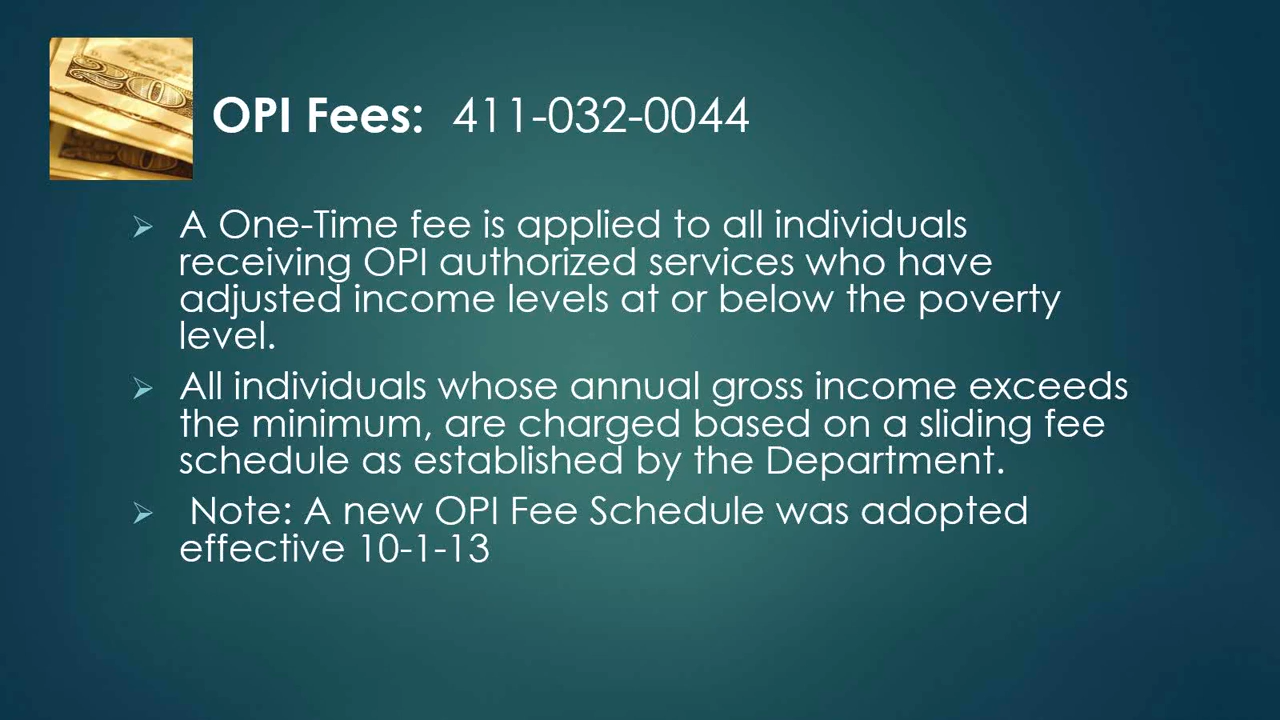 20
20
OPI Fees: 411-032-0044
A One-Time fee is applied to all individuals
receiving OPI authorized services who have
adjusted income levels at or below the poverty
level.
All individuals whose annual gross income exceeds
the minimum, are charged based on a sliding fee
schedule as established by the Department.
Note: A new OPI Fee Schedule was adopted
effective 10-1-13